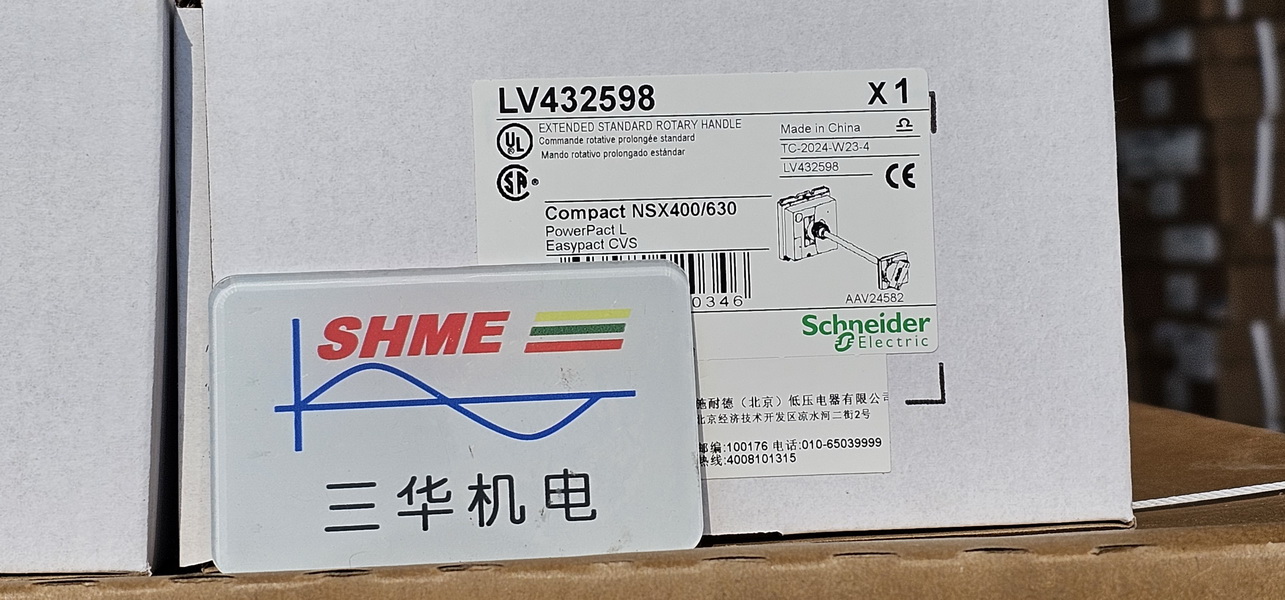 LV432598
X 1
UL
EXTENDED STANDARD ROTARY HANDLE
Commande rotative prolongée standard
Mando rotativo prolongado estándar
Made in China
TC-2024-W23-4
LV432598
SA
CE
Compact NSX400/630
PowerPact L
Easypact CVS
0346
AAV24582
Schneider
Electric
SHME
三华机电
耐德（北京）低压电器有限公司
北京经济技术开发区凉水河二街2号
邮编:100176 电话:010-65039999
热线:4008101315